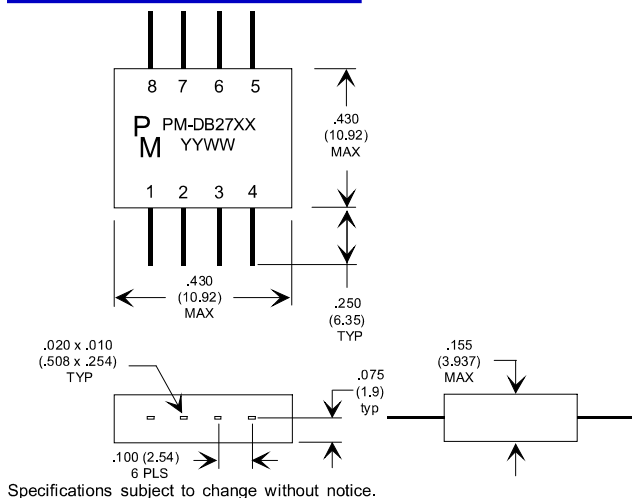 8 7 6 5
P PM-DB27XX
M YYWW
1 2 3 4
.430
(10.92)
MAX
.430
(10.92)
MAX
.250
(6.35)
TYP
.020 x .010
(.508 x .254)
TYP
.075
(1.9)
typ
.155
(3.937)
MAX
.100 (2.54)
6 PLS
Specifications subject to change without notice.